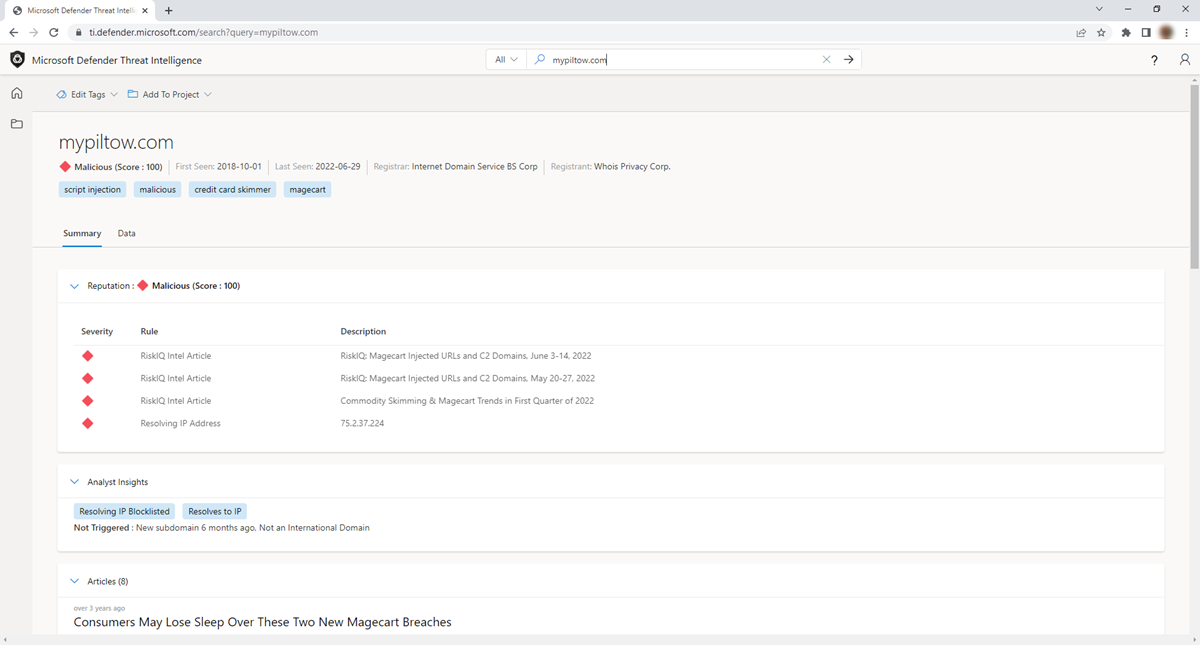 Microsoft Defender Threat Intelli
ti.defender.microsoft.com/search?query=mypiltow.com
Microsoft Defender Threat Intelligence
All
mypiltow.com
?
Edit Tags
Add To Project
mypiltow.com
Malicious (Score : 100) First Seen: 2018-10-01 Last Seen: 2022-06-29 Registrar: Internet Domain Service BS Corp Registrant: Whois Privacy Corp.
script injection malicious credit card skimmer magecart
Summary Data
Reputation : Malicious (Score : 100)
Severity Rule Description
RiskIQ Intel Article RiskIQ: Magecart Injected URLs and C2 Domains, June 3-14, 2022
RiskIQ Intel Article RiskIQ: Magecart Injected URLs and C2 Domains, May 20-27, 2022
RiskIQ Intel Article Commodity Skimming & Magecart Trends in First Quarter of 2022
Resolving IP Address 75.2.37.224
Analyst Insights
Resolving IP Blocklisted Resolves to IP
Not Triggered : New subdomain 6 months ago, Not an International Domain
Articles (8)
over 3 years ago
Consumers May Lose Sleep Over These Two New Magecart Breaches